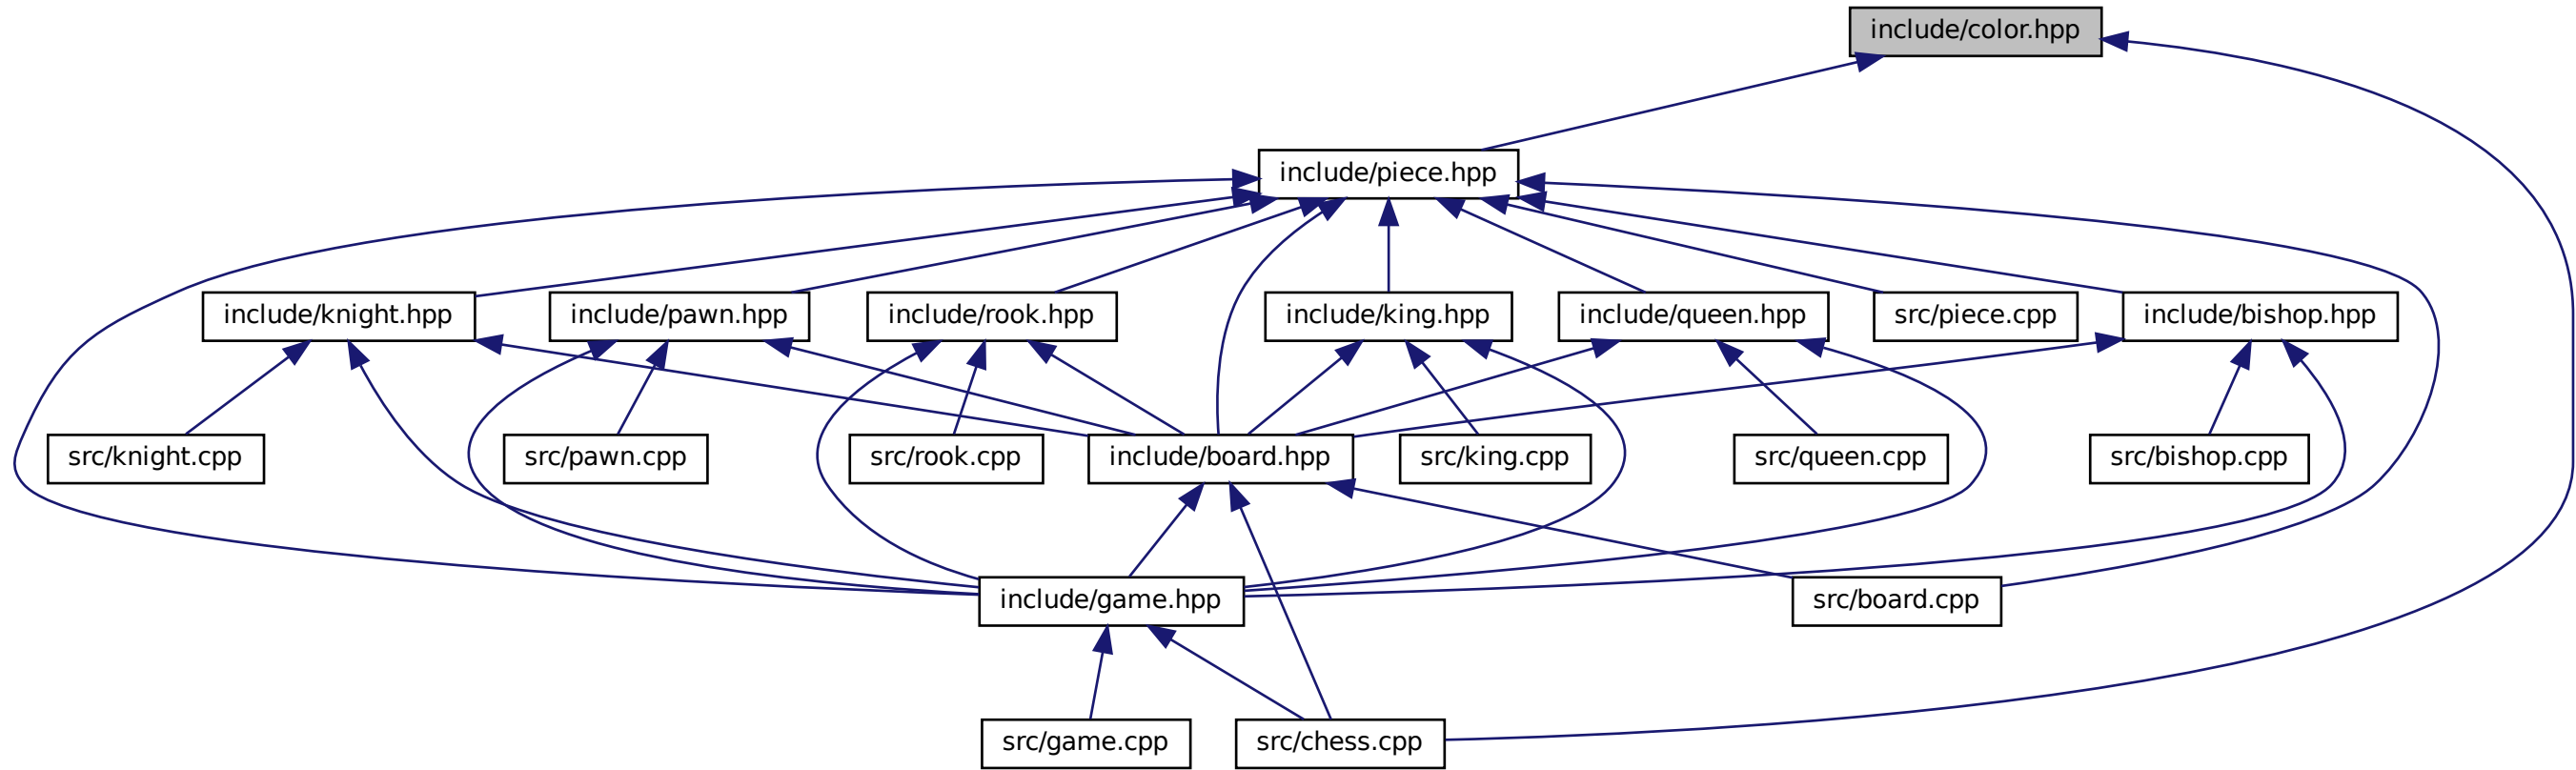 include/color.hpp
include/piece.hpp
include/knight.hpp
include/pawn.hpp
include/rook.hpp
include/king.hpp
include/queen.hpp
src/piece.cpp
include/bishop.hpp
src/knight.cpp
src/pawn.cpp
src/rook.cpp
include/board.hpp
src/king.cpp
src/queen.cpp
src/bishop.cpp
include/game.hpp
src/board.cpp
src/game.cpp
src/chess.cpp